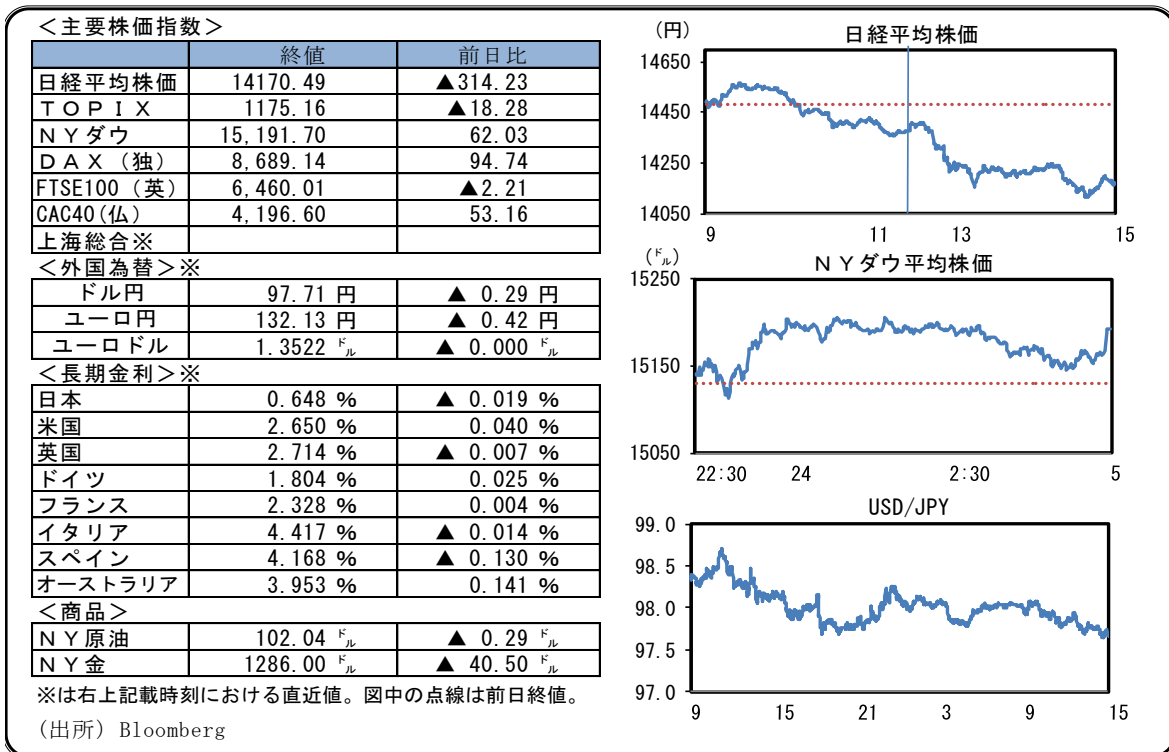 ＜主要株価指数＞
終値 前日比
日経平均株価 14170.49 ▲314.23
ＴＯＰＩＸ 1175.16 ▲18.28
ＮＹダウ 15,191.70 62.03
ＤＡＸ（独） 8,689.14 94.74
FTSE100（英） 6,460.01 ▲2.21
CAC40(仏) 4,196.60 53.16
上海総合※
＜外国為替＞※
ドル円 97.71 円 ▲ 0.29 円
ユーロ円 132.13 円 ▲ 0.42 円
ユーロドル 1.3522 ㌦ ▲ 0.000 ㌦
＜長期金利＞※
日本 0.648 % ▲ 0.019 %
米国 2.650 % 0.040 %
英国 2.714 % ▲ 0.007 %
ドイツ 1.804 % 0.025 %
フランス 2.328 % 0.004 %
イタリア 4.417 % ▲ 0.014 %
スペイン 4.168 % ▲ 0.130 %
オーストラリア 3.953 % 0.141 %
＜商品＞
ＮＹ原油 102.04 ㌦ ▲ 0.29 ㌦
ＮＹ金 1286.00 ㌦ ▲ 40.50 ㌦
※は右上記載時刻における直近値。図中の点線は前日終値。
(出所) Bloomberg
(円) 日経平均株価
14650
14450
14250
14050
9 11 13 15
(㌦) ＮＹダウ平均株価
15250
15150
15050
22:30 24 2:30 5
USD/JPY
99.0
98.5
98.0
97.5
97.0
9 15 21 3 9 15